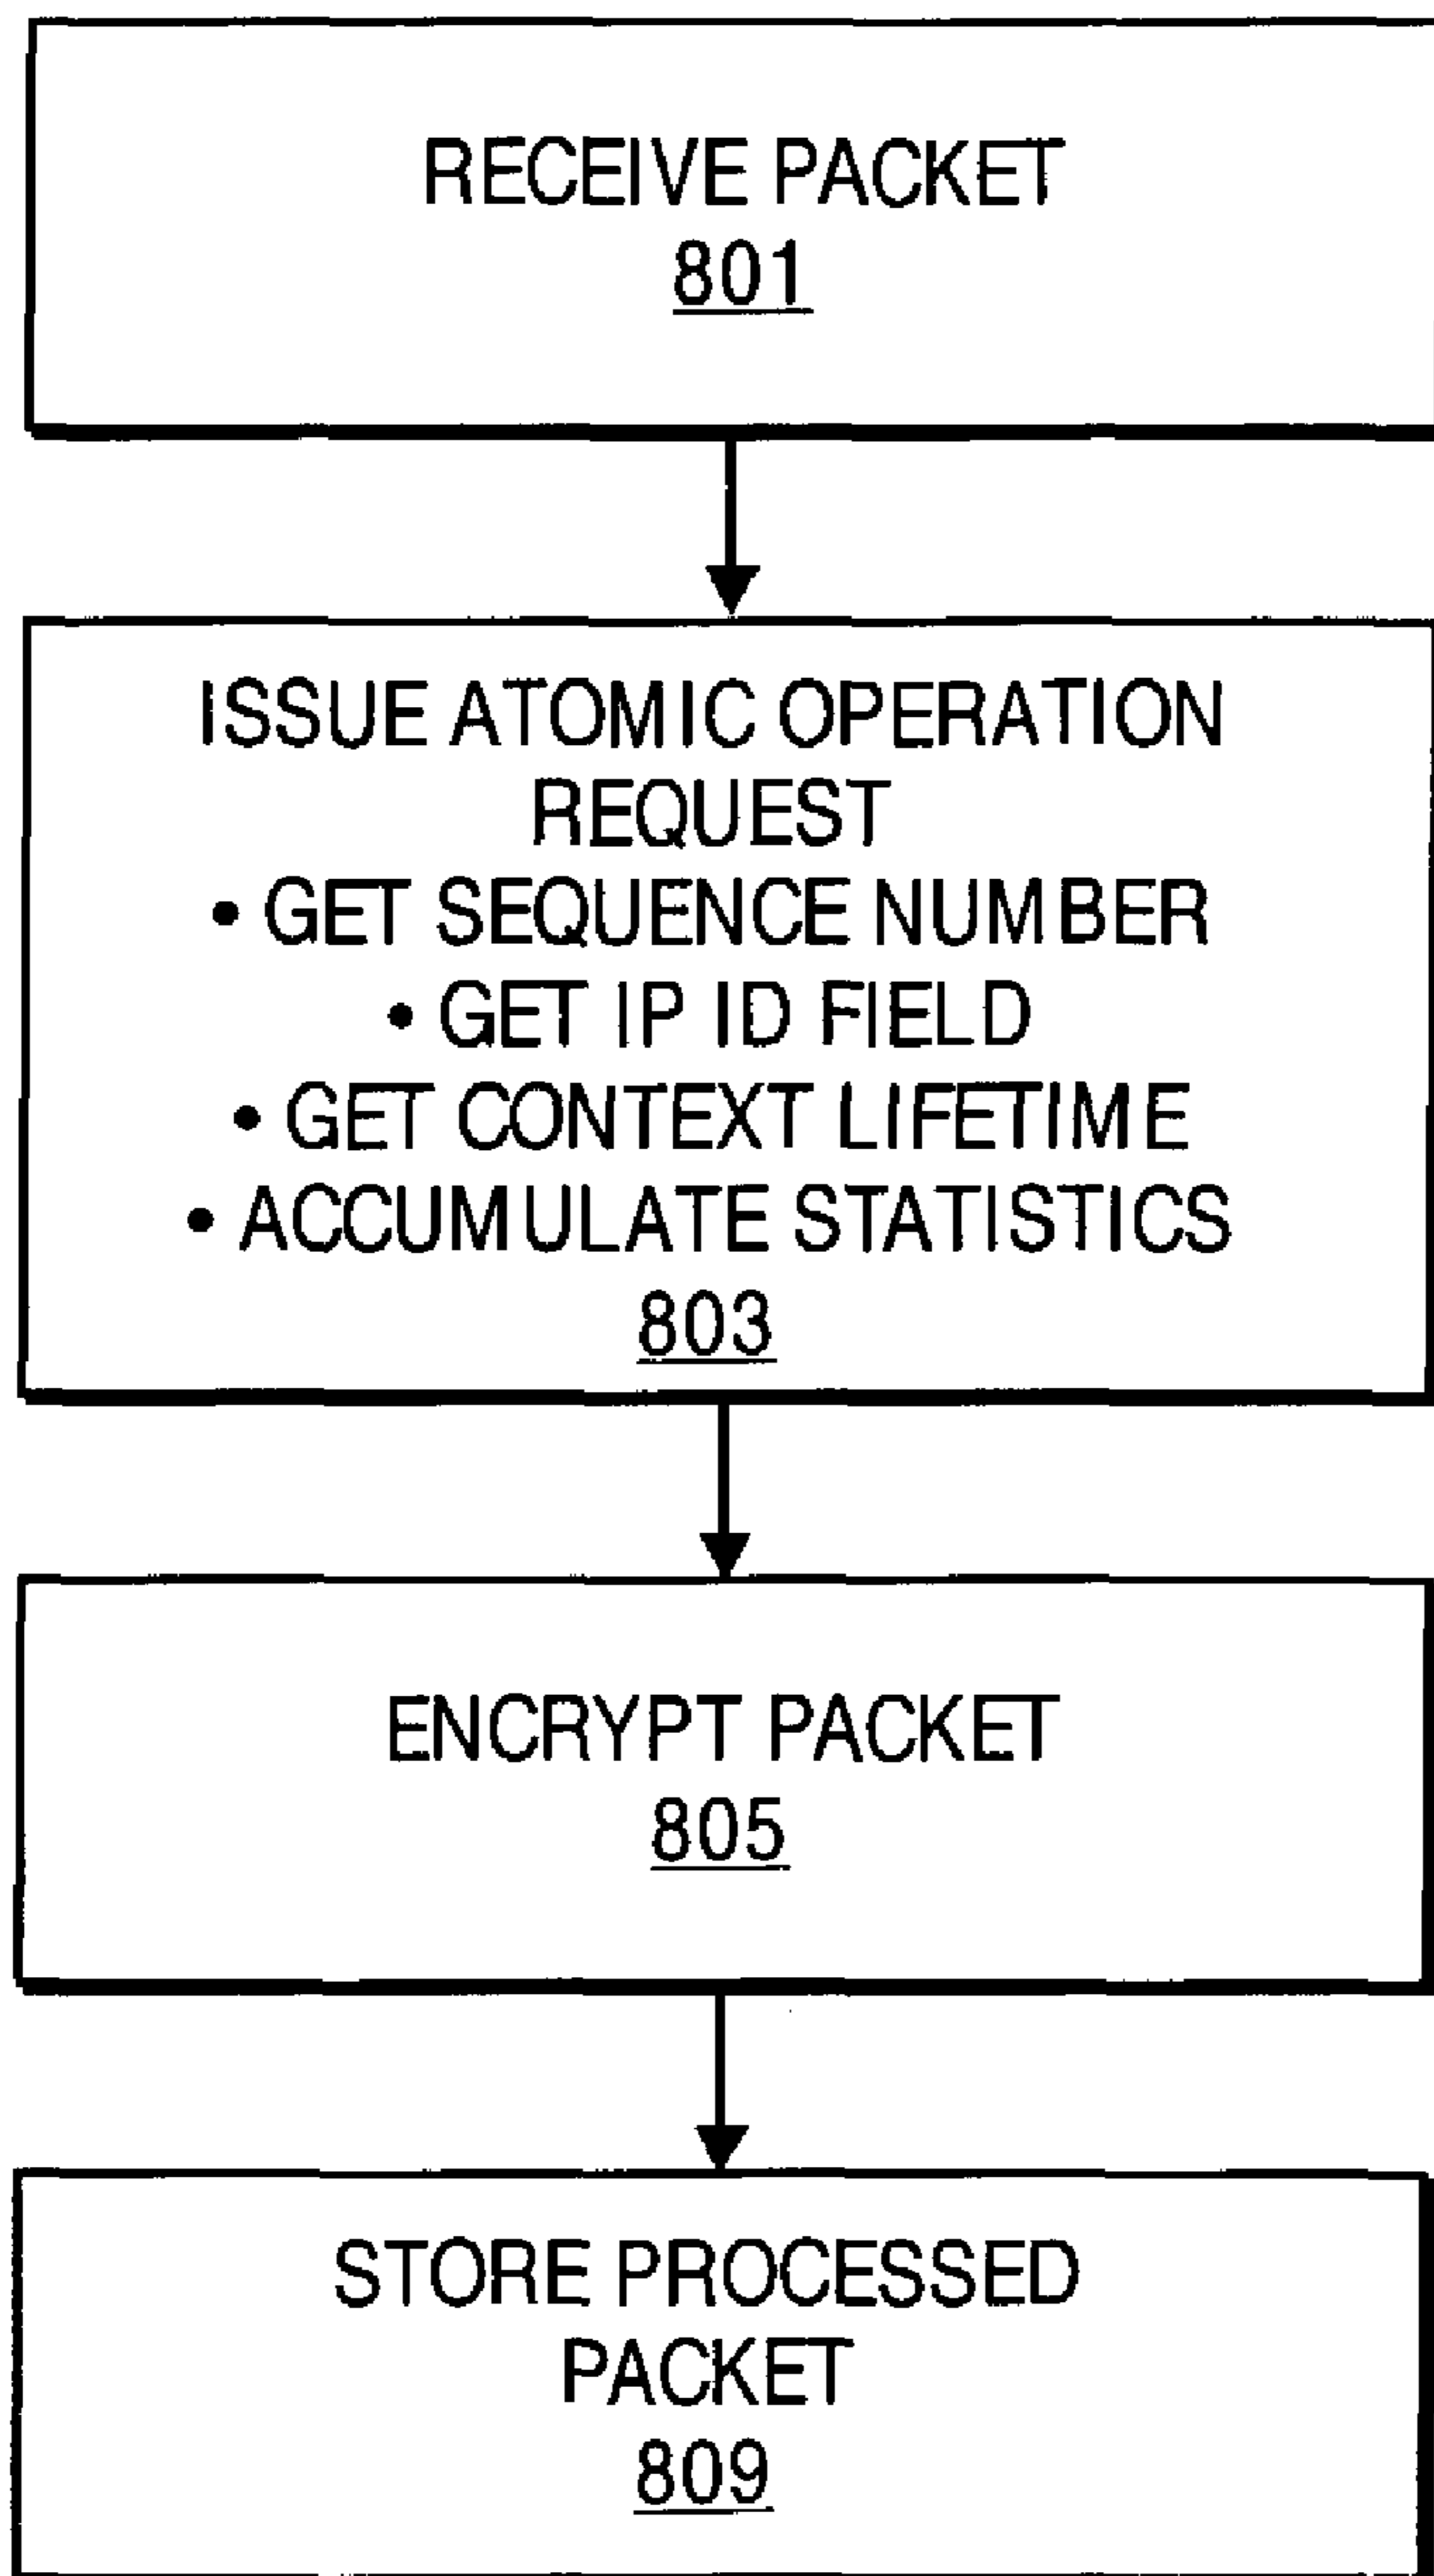 RECEIVE PACKET
801
ISSUE ATOMIC OPERATION
REQUEST
• GET SEQUENCE NUMBER
• GET IP ID FIELD
• GET CONTEXT LIFETIME
• ACCUMULATE STATISTICS
803
ENCRYPT PACKET
805
STORE PROCESSED
PACKET
809